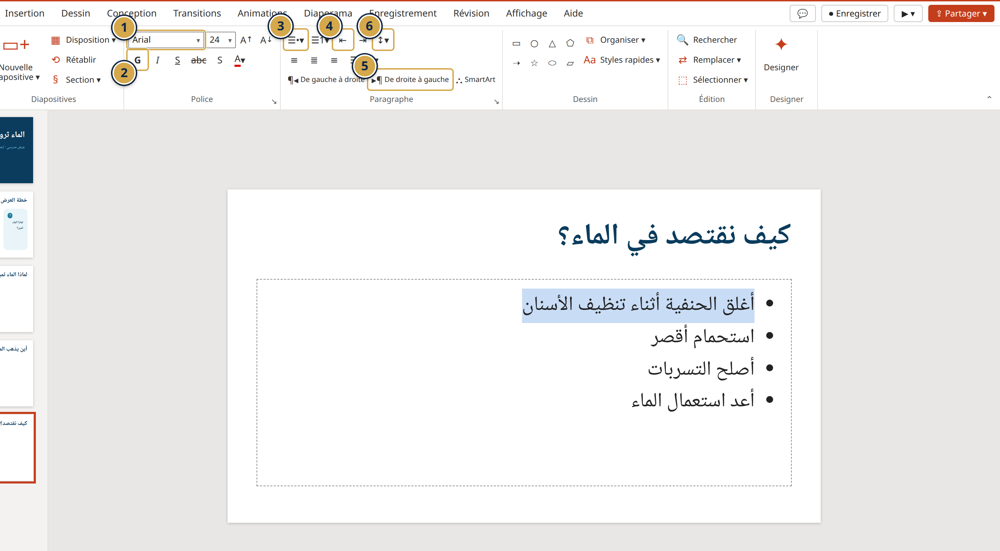 Insertion Dessin Conception Transitions Animations Diaporama Enregistrement Révision Affichage Aide
Enregistrer
Partager
1
3
4
6
Nouvelle
apositive
Disposition
Rétablir
Section
Diapositives
Arial
24
A A
2
G I S abc S A
Police
5
De gauche à droite
De droite à gauche
SmartArt
Paragraphe
Organiser
Aa Styles rapides
Dessin
Rechercher
Remplacer
Sélectionner
Édition
Designer
Designer
الماء ثرو
عرض مدرسي · إعد
خطة العرض
1
لماذا الماء
ثمين؟
لماذا الماء ثمي
أين يذهب الم
كيف نقتصد؟
كيف نقتصد في الماء؟
• أغلق الحنفية أثناء تنظيف الأسنان
• استحمام أقصر
• أصلح التسربات
• أعد استعمال الماء